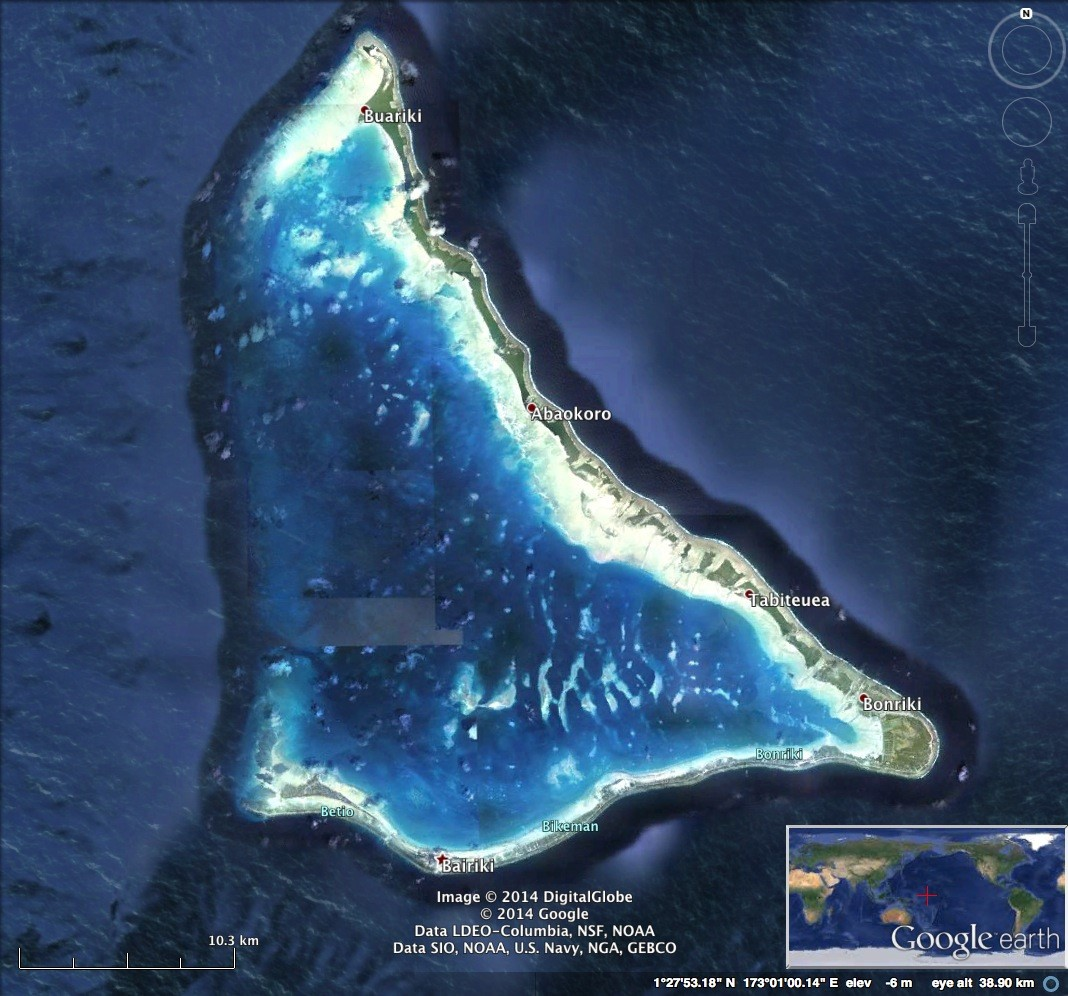 N
Buariki
Abaokoro
Tabiteuea
Bonriki
Bonriki
Betio
Bikeman
Bairiki
Image © 2014 DigitalGlobe
© 2014 Google
Data LDEO-Columbia, NSF, NOAA
Data SIO, NOAA, U.S. Navy, NGA, GEBCO
10.3 km
Google earth
1°27'53.18" N 173°01'00.14" E elev -6 m eye alt 38.90 km